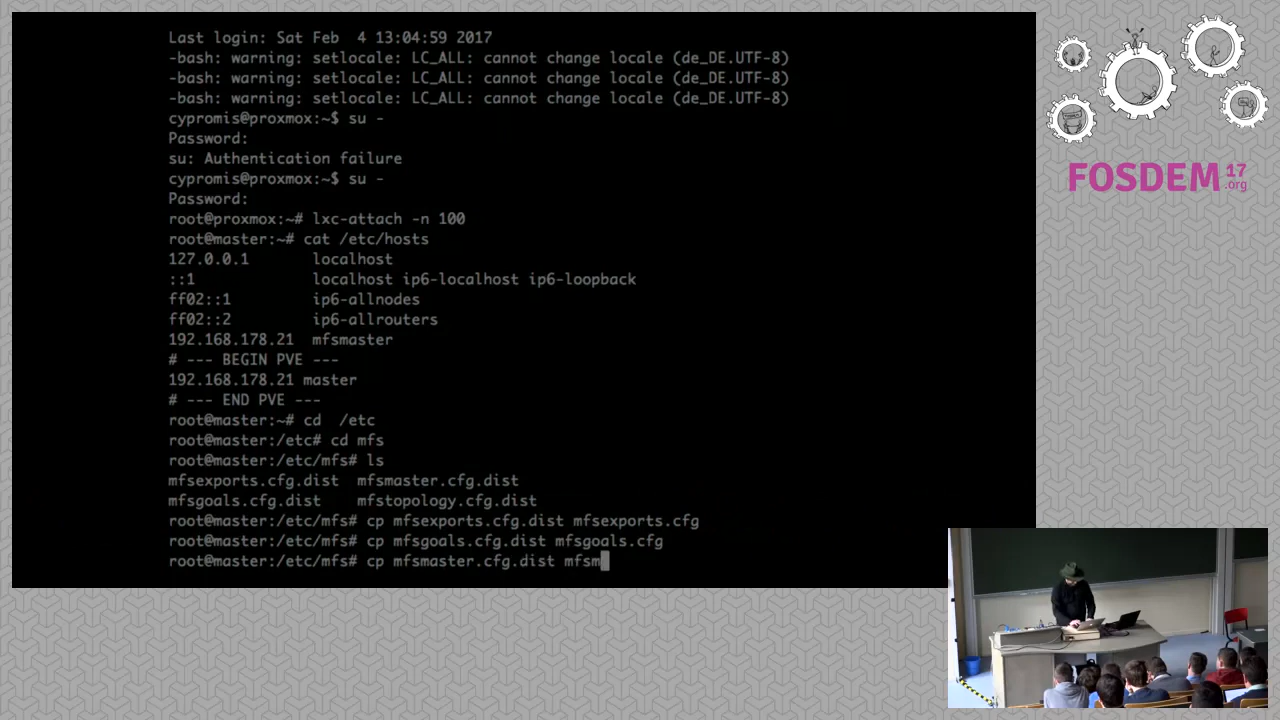 Last login: Sat Feb  4 13:04:59 2017
-bash: warning: setlocale: LC_ALL: cannot change locale (de_DE.UTF-8)
-bash: warning: setlocale: LC_ALL: cannot change locale (de_DE.UTF-8)
-bash: warning: setlocale: LC_ALL: cannot change locale (de_DE.UTF-8)
cypromis@proxmox:~$ su -
Password:
su: Authentication failure
cypromis@proxmox:~$ su -
Password:
root@proxmox:~# lxc-attach -n 100
root@master:~# cat /etc/hosts
127.0.0.1       localhost
::1             localhost ip6-localhost ip6-loopback
ff02::1         ip6-allnodes
ff02::2         ip6-allrouters
192.168.178.21  mfsmaster
# --- BEGIN PVE ---
192.168.178.21 master
# --- END PVE ---
root@master:~# cd  /etc
root@master:/etc# cd mfs
root@master:/etc/mfs# ls
mfsexports.cfg.dist  mfsmaster.cfg.dist
mfsgoals.cfg.dist    mfstopology.cfg.dist
root@master:/etc/mfs# cp mfsexports.cfg.dist mfsexports.cfg
root@master:/etc/mfs# cp mfsgoals.cfg.dist mfsgoals.cfg
root@master:/etc/mfs# cp mfsmaster.cfg.dist mfsm
FOSDEM 17 .org